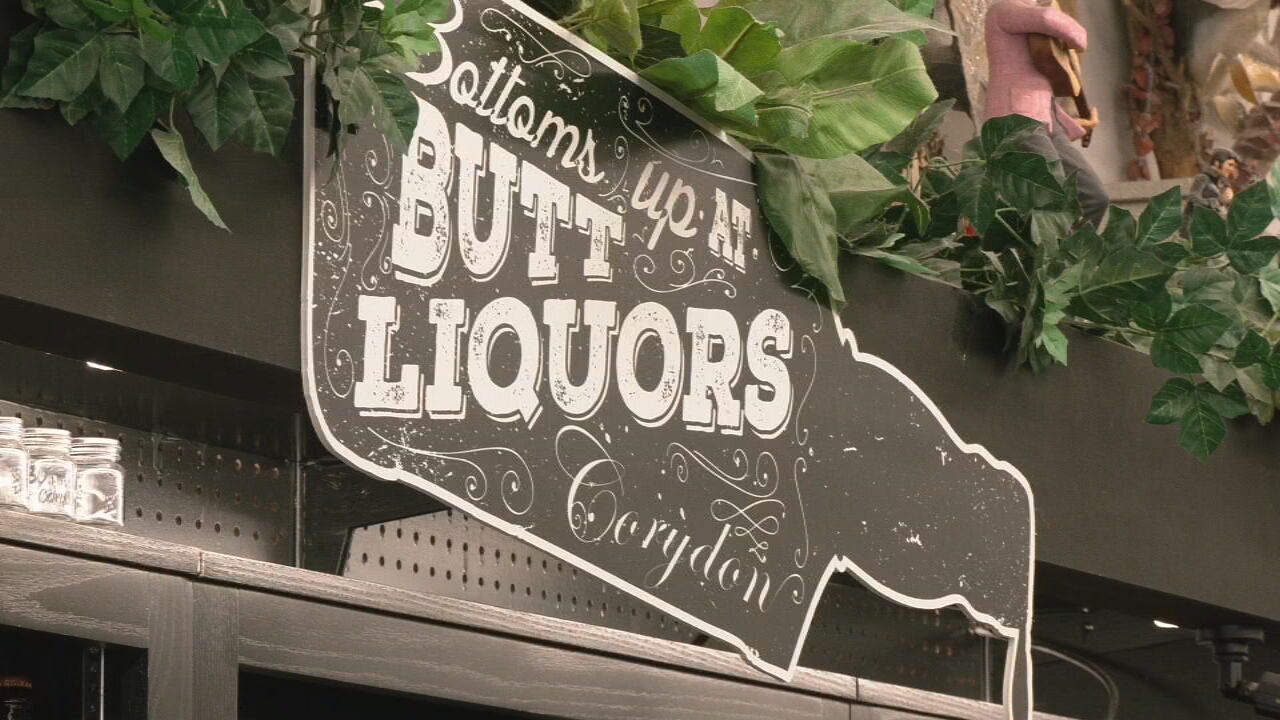 Bottoms up AT
BUTT
LIQUORS
Corydon